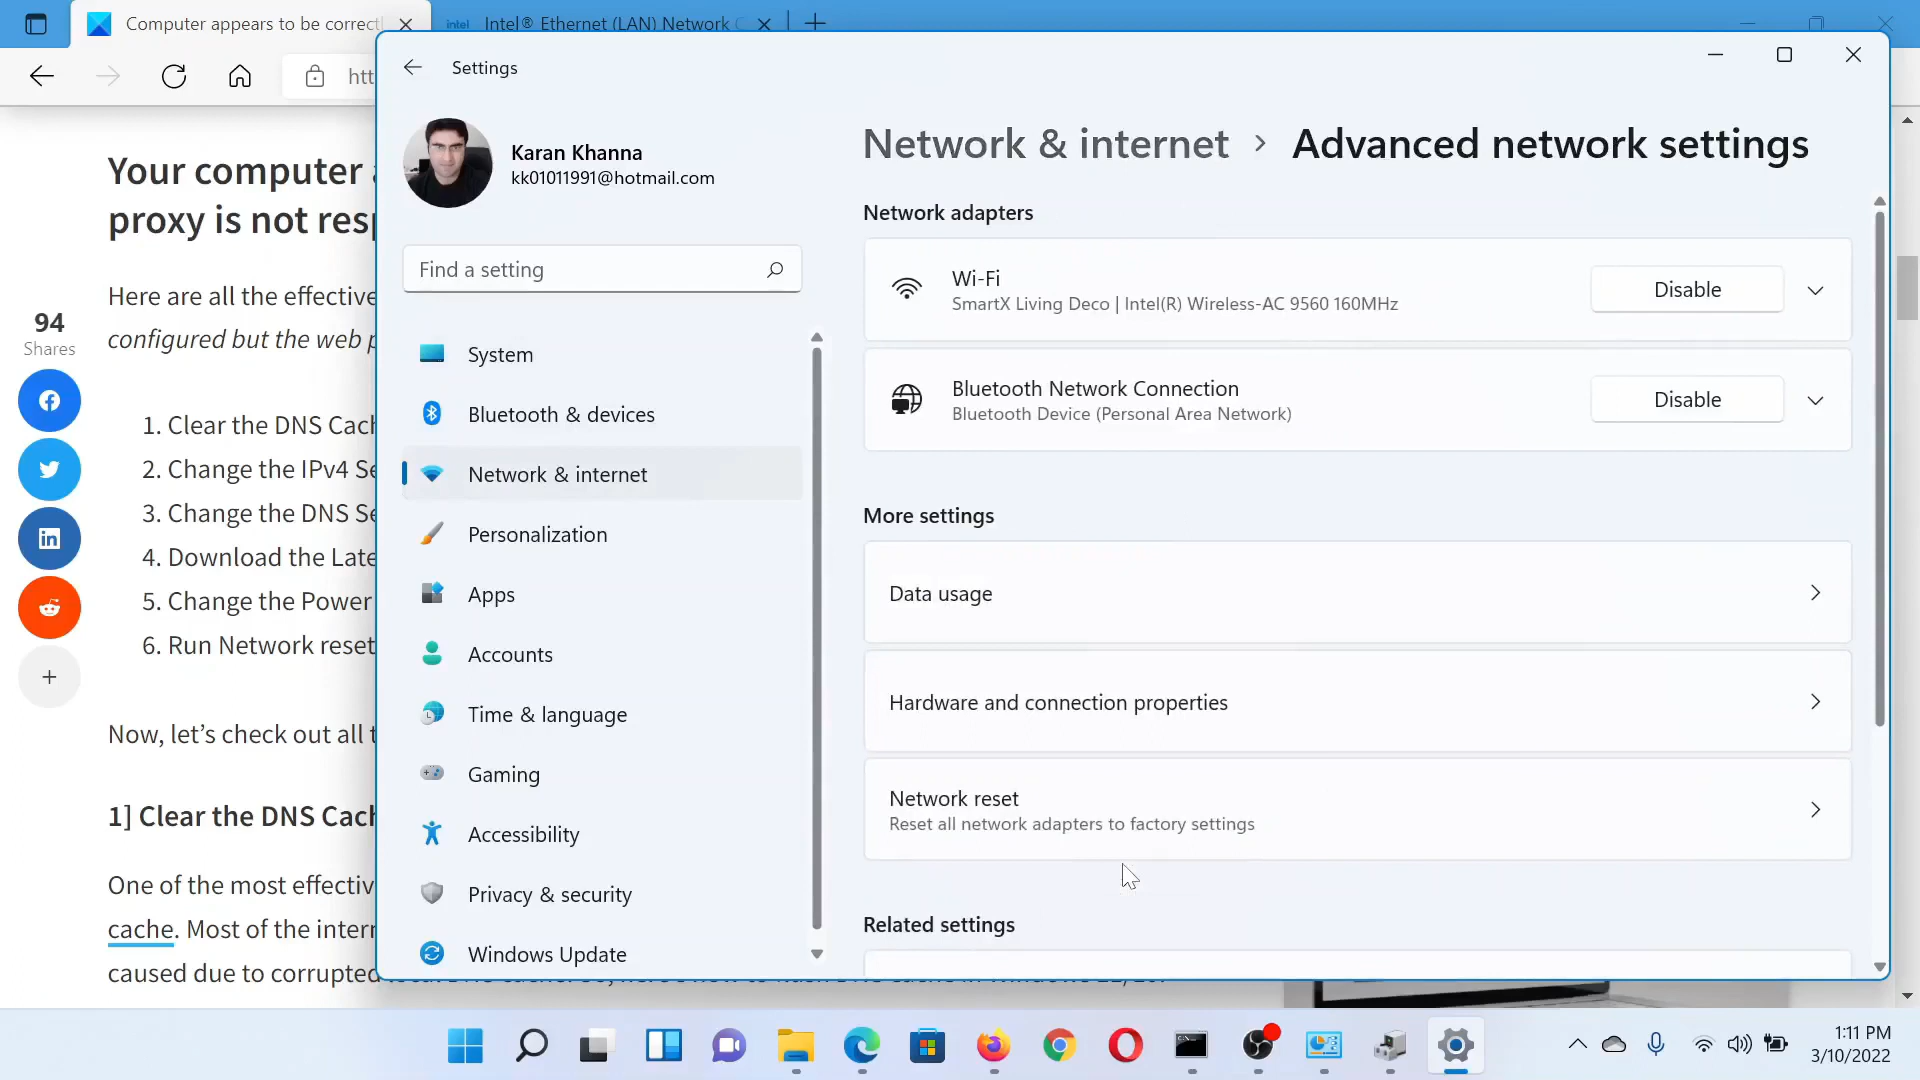 Computer appears to be correctl
intel Intel® Ethernet (LAN) Network C
htt
Your computer a
proxy is not resp
Here are all the effective
configured but the web p
94
Shares
1. Clear the DNS Cach
2. Change the IPv4 Se
3. Change the DNS Se
4. Download the Late
5. Change the Power
6. Run Network reset
Now, let's check out all t
1] Clear the DNS Cach
One of the most effectiv
cache. Most of the intern
caused due to corrupted
Settings
Karan Khanna
kk01011991@hotmail.com
Find a setting
System
Bluetooth & devices
Network & internet
Personalization
Apps
Accounts
Time & language
Gaming
Accessibility
Privacy & security
Windows Update
Network & internet > Advanced network settings
Network adapters
Wi-Fi
SmartX Living Deco | Intel(R) Wireless-AC 9560 160MHz
Disable
Bluetooth Network Connection
Bluetooth Device (Personal Area Network)
Disable
More settings
Data usage
Hardware and connection properties
Network reset
Reset all network adapters to factory settings
Related settings
1:11 PM
3/10/2022